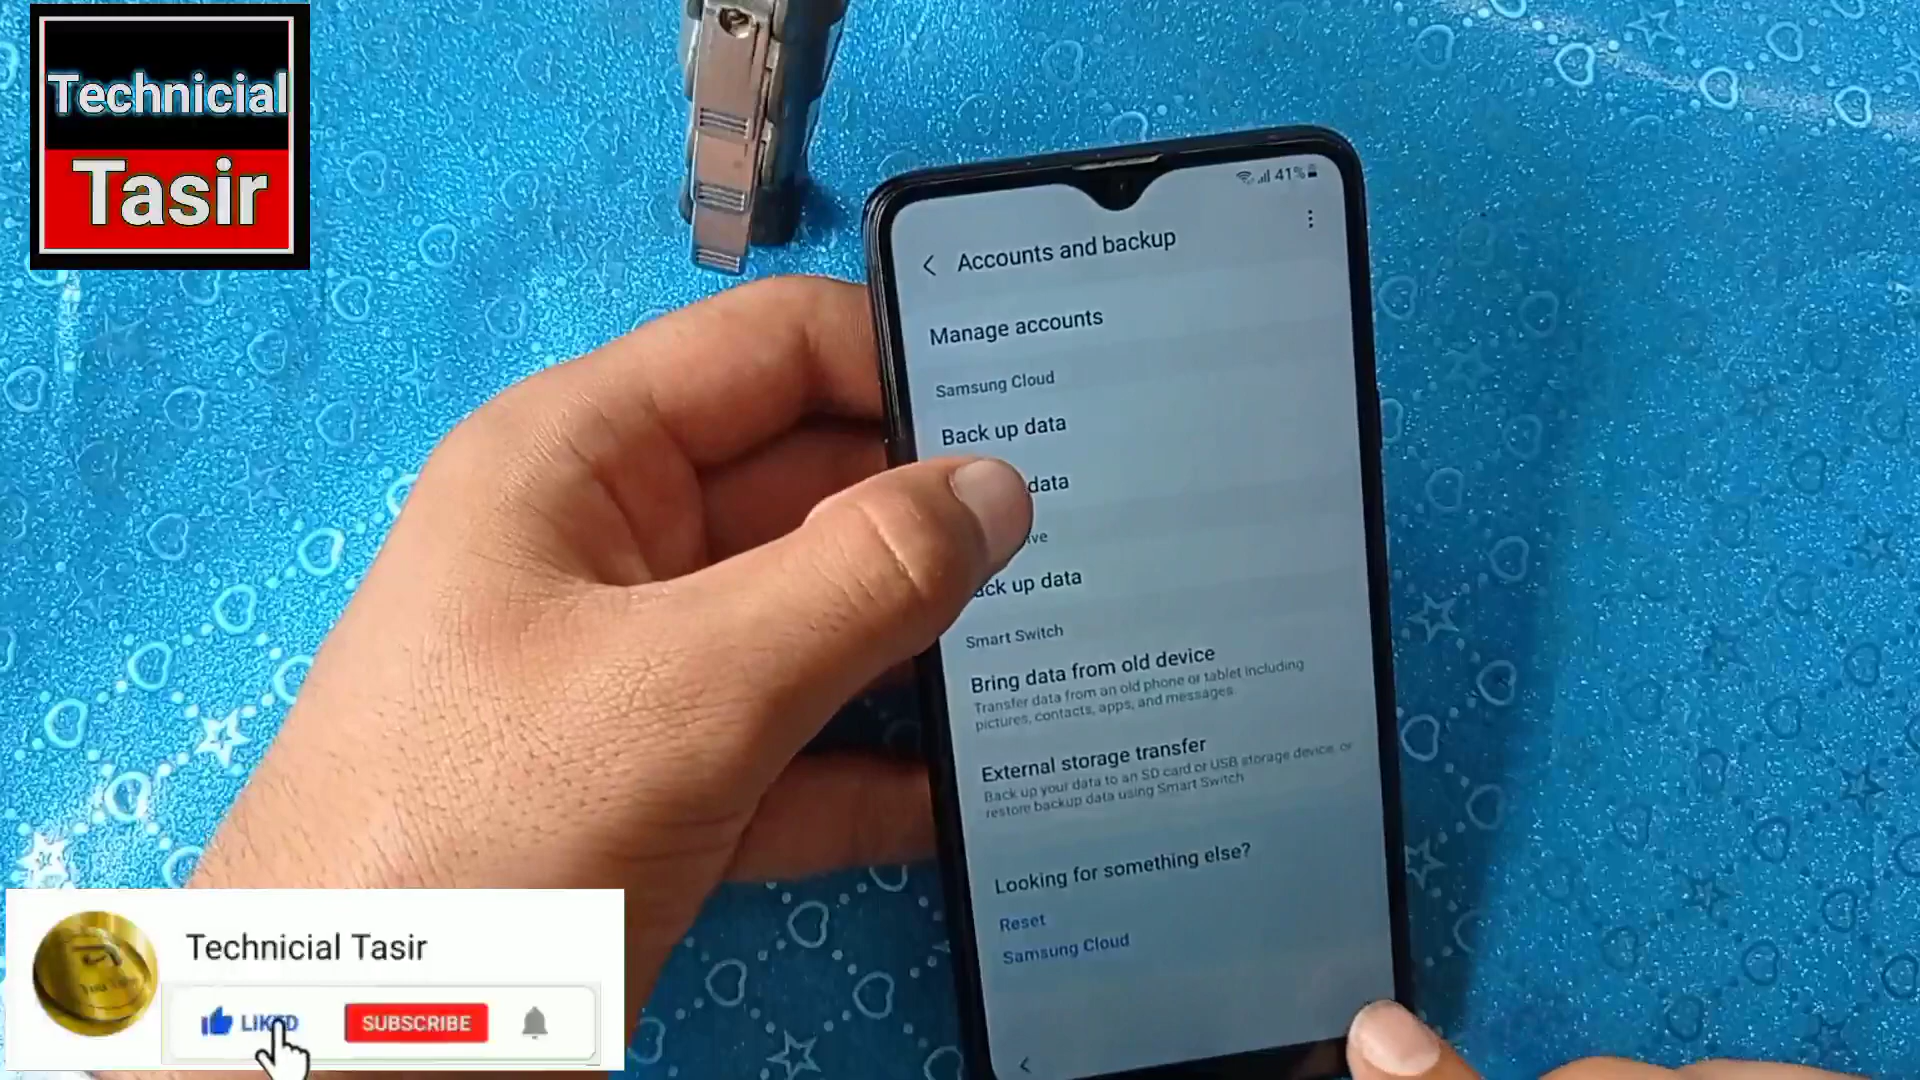 Technicial
Tasir
41%
Accounts and backup
Manage accounts
Samsung Cloud
Back up data
data
Back up data
Smart Switch
Bring data from old device
Transfer data from an old phone or tablet including
pictures, contacts, apps, and messages.
External storage transfer
Back up your data to an SD card or USB storage device, or
restore backup data using Smart Switch
Looking for something else?
Reset
Samsung Cloud
Technicial Tasir
LIKED
SUBSCRIBE